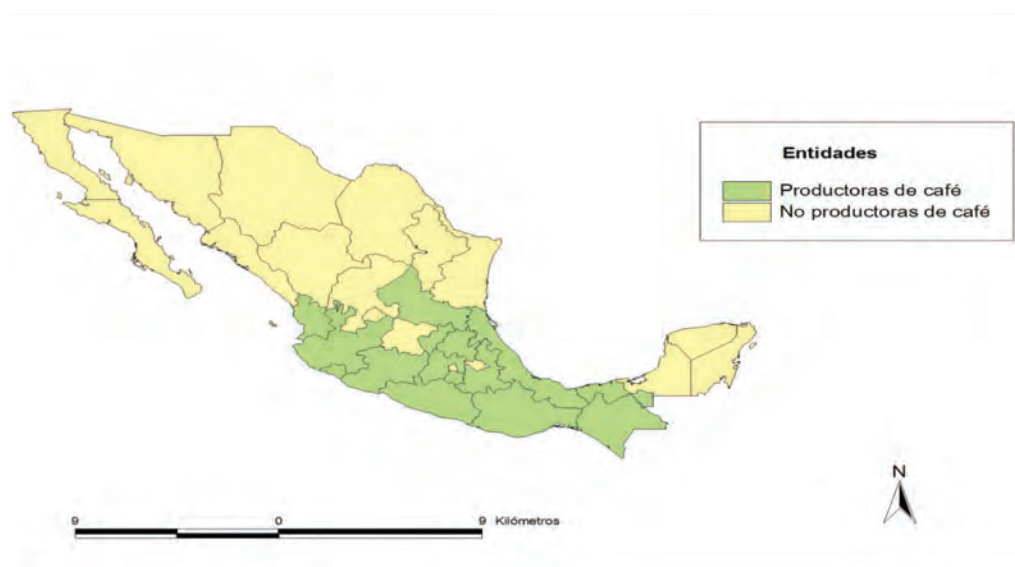 Entidades
Productoras de café
No productoras de café
N
9 0 9 Kilómetros